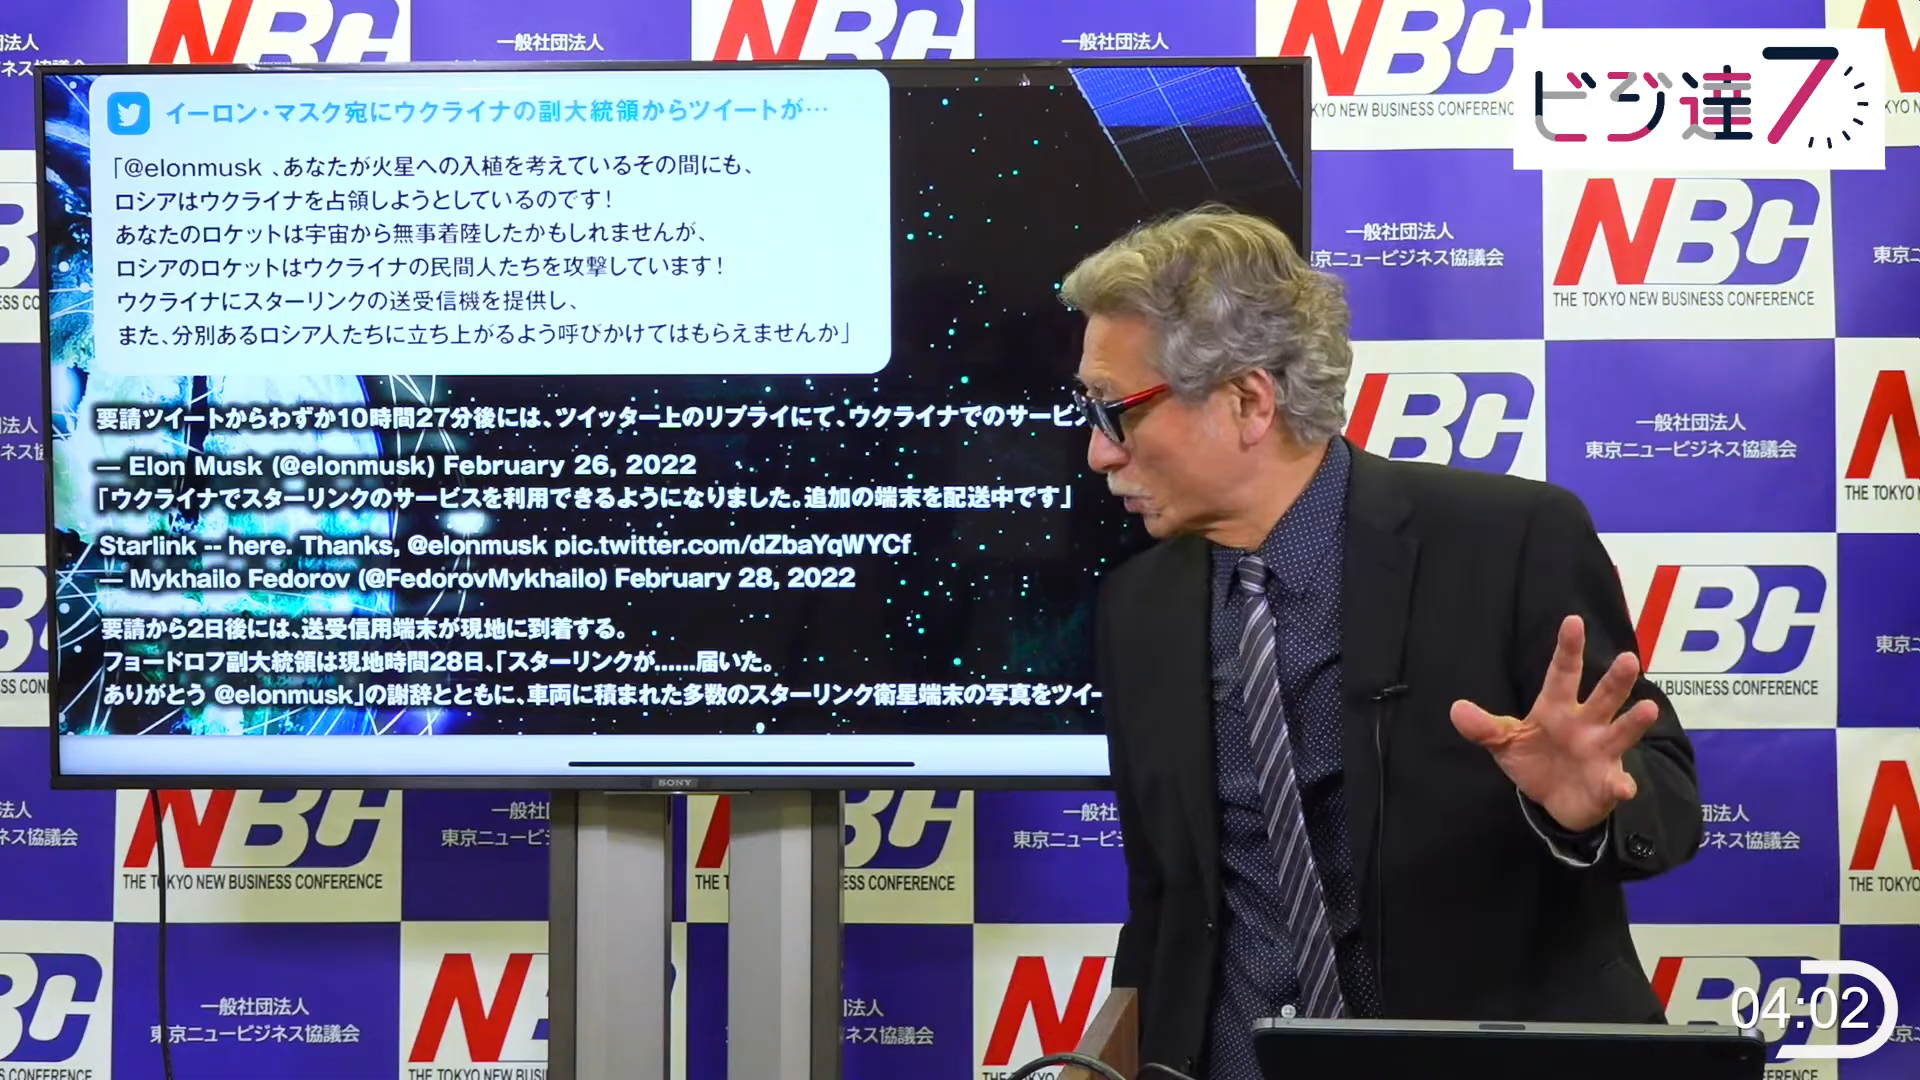 イーロン・マスク宛にウクライナの副大統領からツイートが…
「@elonmusk 、あなたが火星への入植を考えているその間にも、
ロシアはウクライナを占領しようとしているのです！
あなたのロケットは宇宙から無事着陸したかもしれませんが、
ロシアのロケットはウクライナの民間人たちを攻撃しています！
ウクライナにスターリンクの送受信機を提供し、
また、分別あるロシア人たちに立ち上がるよう呼びかけてはもらえませんか」
要請ツイートからわずか10時間27分後には、ツイッター上のリプライにて、ウクライナでのサービス
— Elon Musk (@elonmusk) February 26, 2022
「ウクライナでスターリンクのサービスを利用できるようになりました。追加の端末を配送中です」
Starlink -- here. Thanks, @elonmusk pic.twitter.com/dZbaYqWYCf
— Mykhailo Fedorov (@FedorovMykhailo) February 28, 2022
要請から2日後には、送受信用端末が現地に到着する。
フョードロフ副大統領は現地時間28日、「スターリンクが……届いた。
ありがとう @elonmusk」の謝辞とともに、車両に積まれた多数のスターリンク衛星端末の写真をツイー
SONY
ビジ達7
NBC
THE TOKYO NEW BUSINESS CONFERENCE
一般社団法人
東京ニュービジネス協議会
04:02